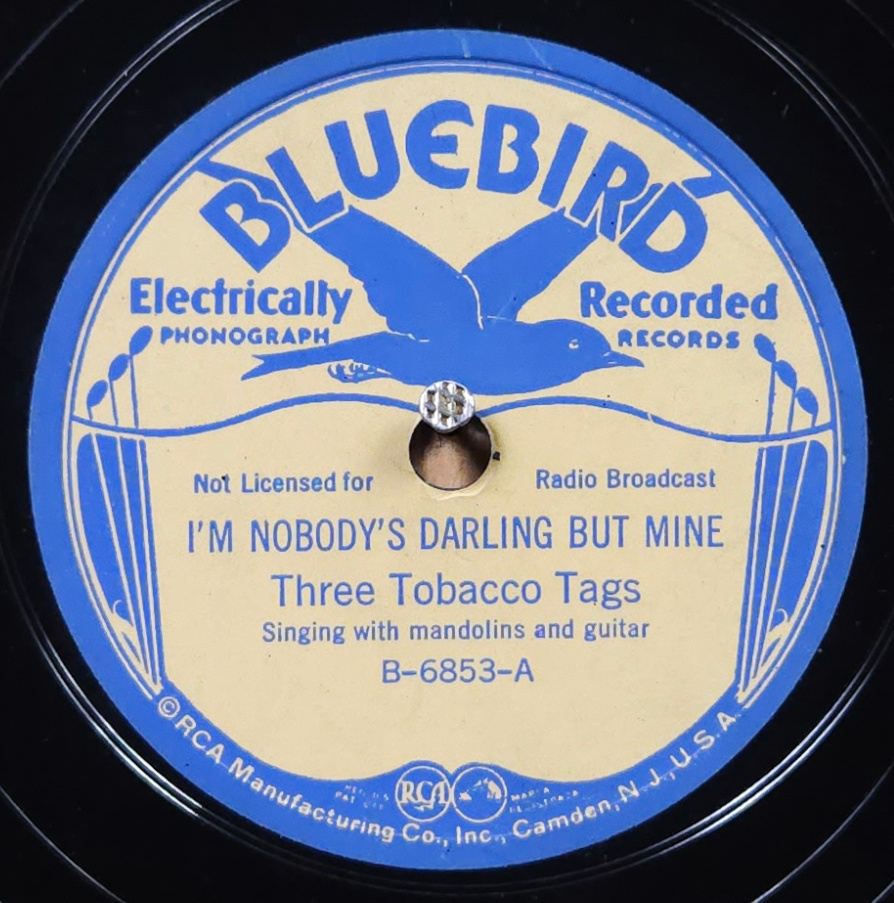 BLUEBIRD
Electrically Recorded
PHONOGRAPH RECORDS
Not Licensed for Radio Broadcast
I'M NOBODY'S DARLING BUT MINE
Three Tobacco Tags
Singing with mandolins and guitar
B-6853-A
RCA
©RCA Manufacturing Co., Inc., Camden, N.J., U.S.A.